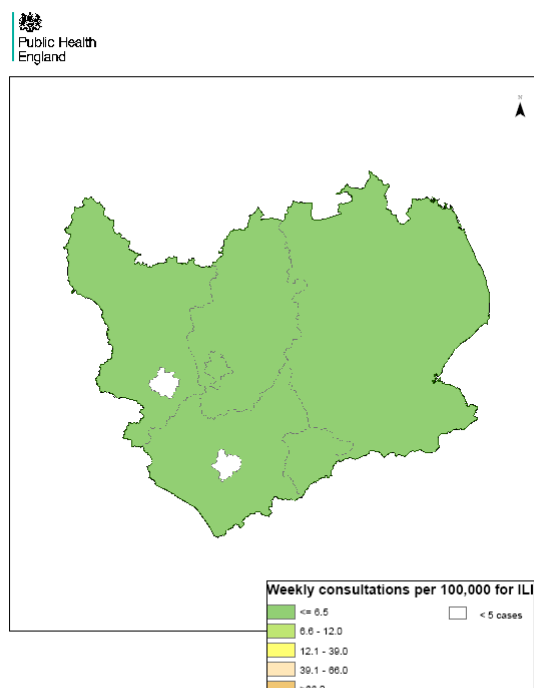 Public Health
England
N
Weekly consultations per 100,000 for ILI
<= 6.5
< 5 cases
6.6 - 12.0
12.1 - 39.0
39.1 - 66.0